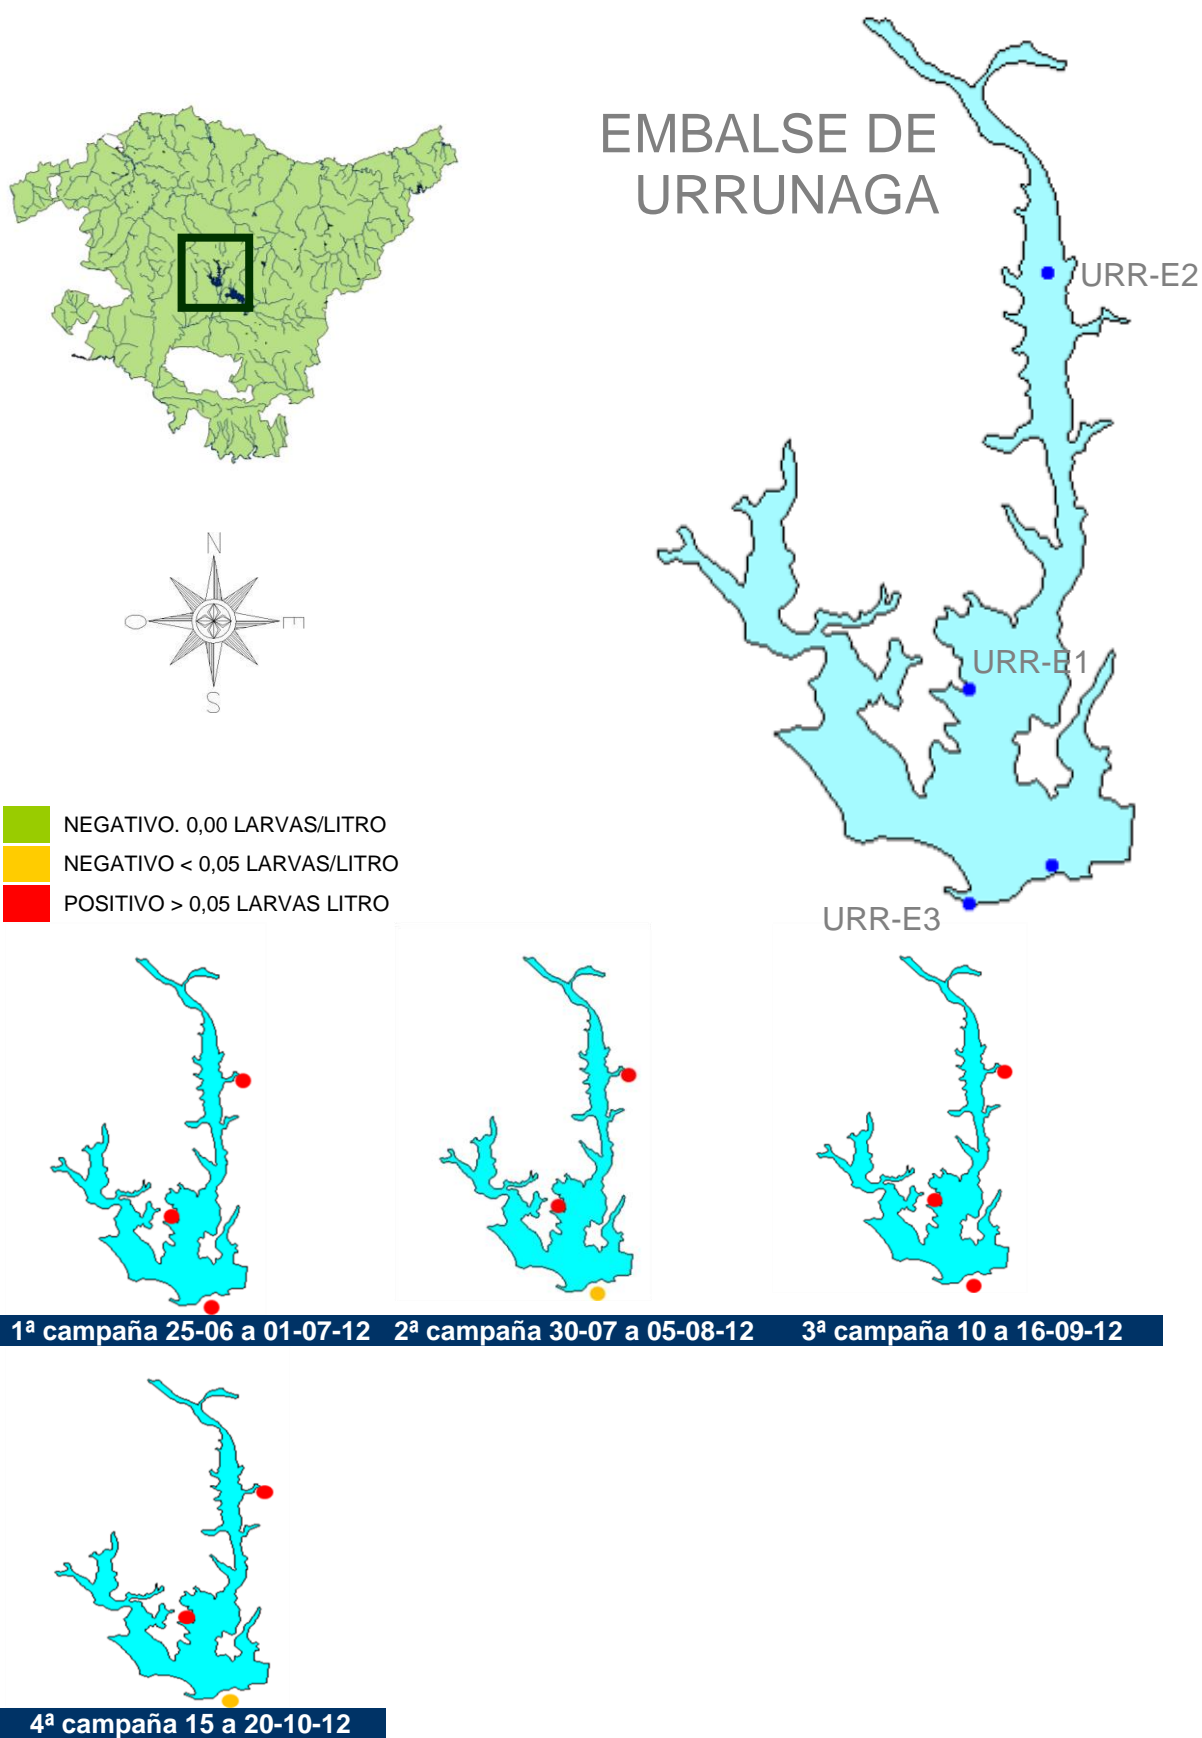 EMBALSE DE
URRUNAGA
URR-E2
N
O
E
S
URR-E1
NEGATIVO. 0,00 LARVAS/LITRO
NEGATIVO < 0,05 LARVAS/LITRO
POSITIVO > 0,05 LARVAS LITRO
URR-E3
1ª campaña 25-06 a 01-07-12
2ª campaña 30-07 a 05-08-12
3ª campaña 10 a 16-09-12
4ª campaña 15 a 20-10-12